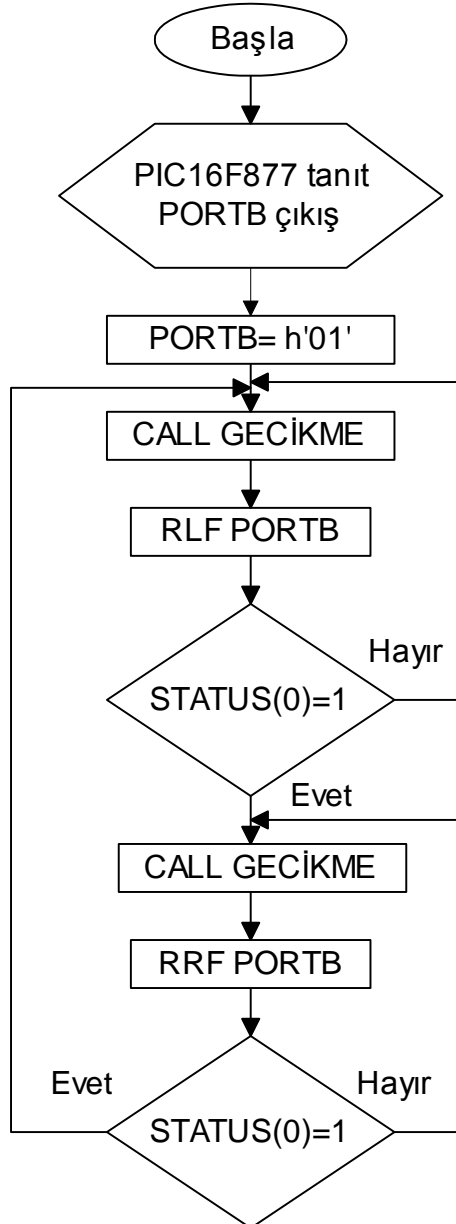 Başla
PIC16F877 tanıt
PORTB çıkış
PORTB= h'01'
CALL GECİKME
RLF PORTB
Hayır
STATUS(0)=1
Evet
CALL GECİKME
RRF PORTB
Evet
Hayır
STATUS(0)=1